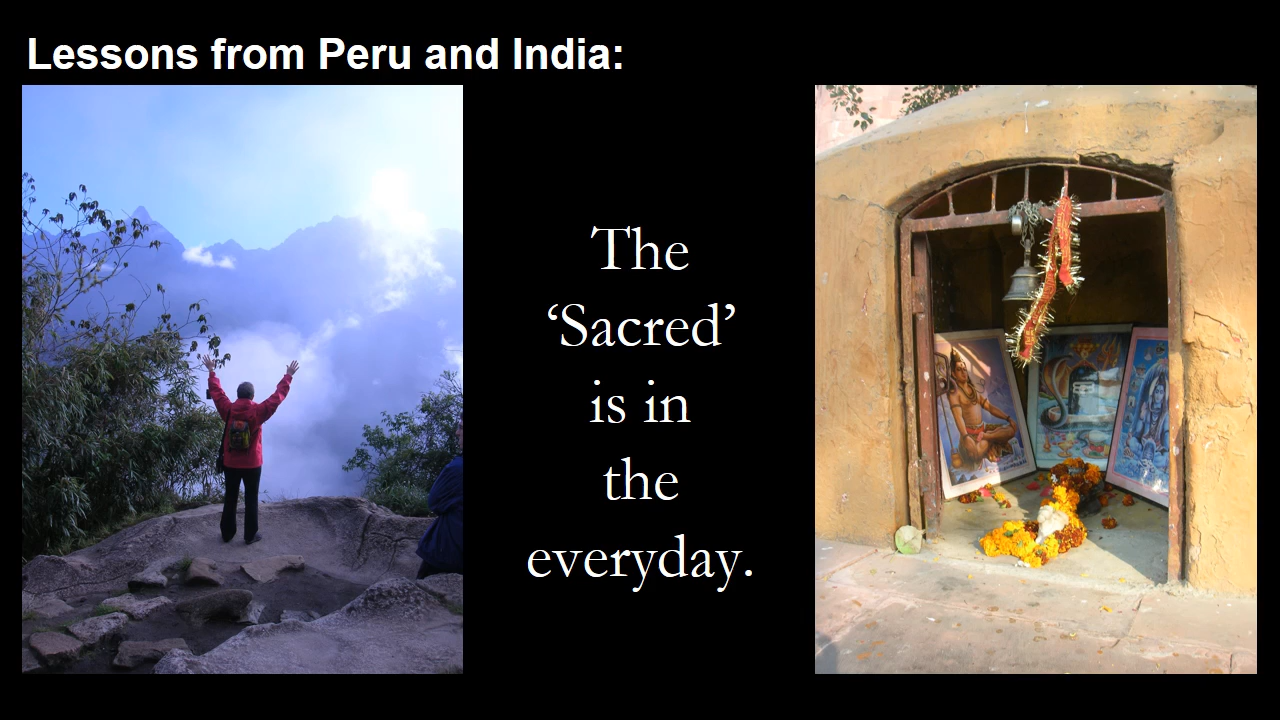 Lessons from Peru and India:
The
‘Sacred’
is in
the
everyday.